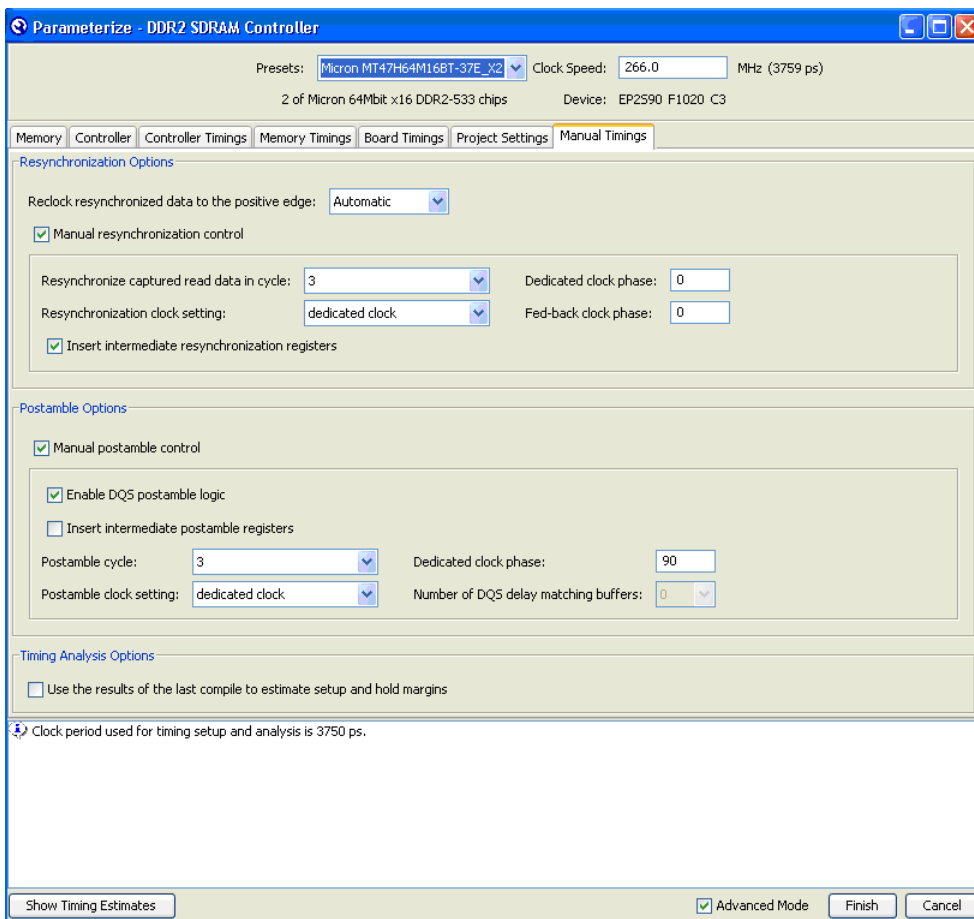 Parameterize - DDR2 SDRAM Controller
Presets: Micron MT47H64M16BT-37E_X2 Clock Speed: 266.0 MHz (3759 ps)
2 of Micron 64Mbit x16 DDR2-533 chips Device: EP2S90 F1020 C3
Memory Controller Controller Timings Memory Timings Board Timings Project Settings Manual Timings
Resynchronization Options
Reclock resynchronized data to the positive edge: Automatic
Manual resynchronization control
Resynchronize captured read data in cycle: 3 Dedicated clock phase: 0
Resynchronization clock setting: dedicated clock Fed-back clock phase: 0
Insert intermediate resynchronization registers
Postamble Options
Manual postamble control
Enable DQS postamble logic
Insert intermediate postamble registers
Postamble cycle: 3 Dedicated clock phase: 90
Postamble clock setting: dedicated clock Number of DQS delay matching buffers: 0
Timing Analysis Options
Use the results of the last compile to estimate setup and hold margins
Clock period used for timing setup and analysis is 3750 ps.
Show Timing Estimates Advanced Mode Finish Cancel